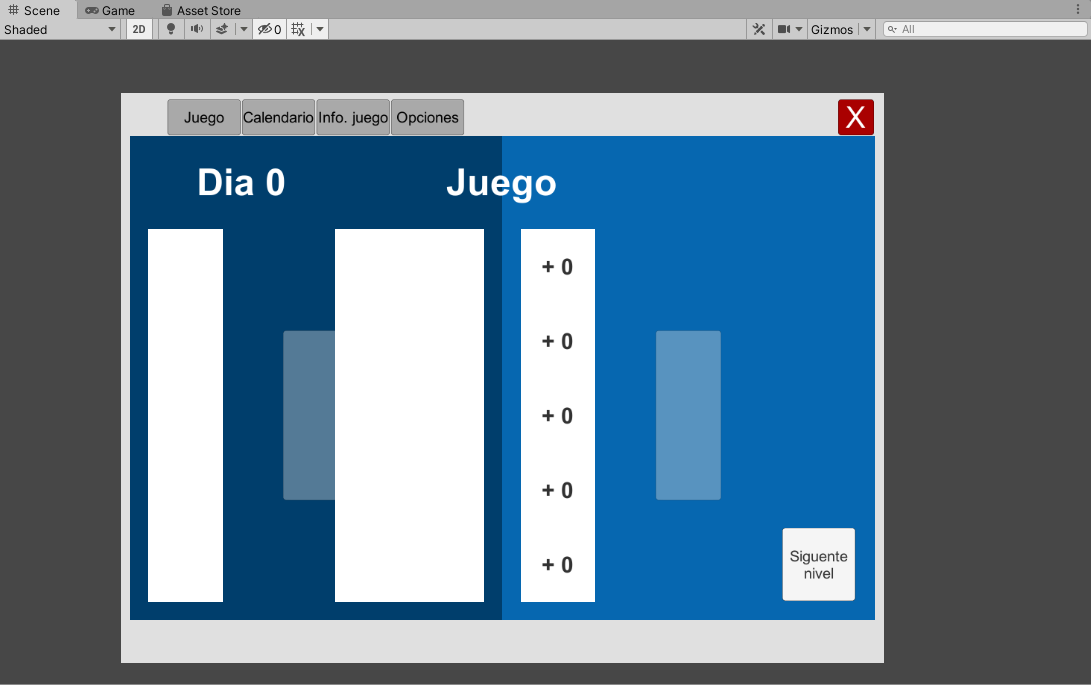 Scene Game Asset Store
Shaded 2D 0 Gizmos All
Juego Calendario Info. juego Opciones X
Dia 0 Juego
+ 0
+ 0
+ 0
+ 0
+ 0
Siguente
nivel